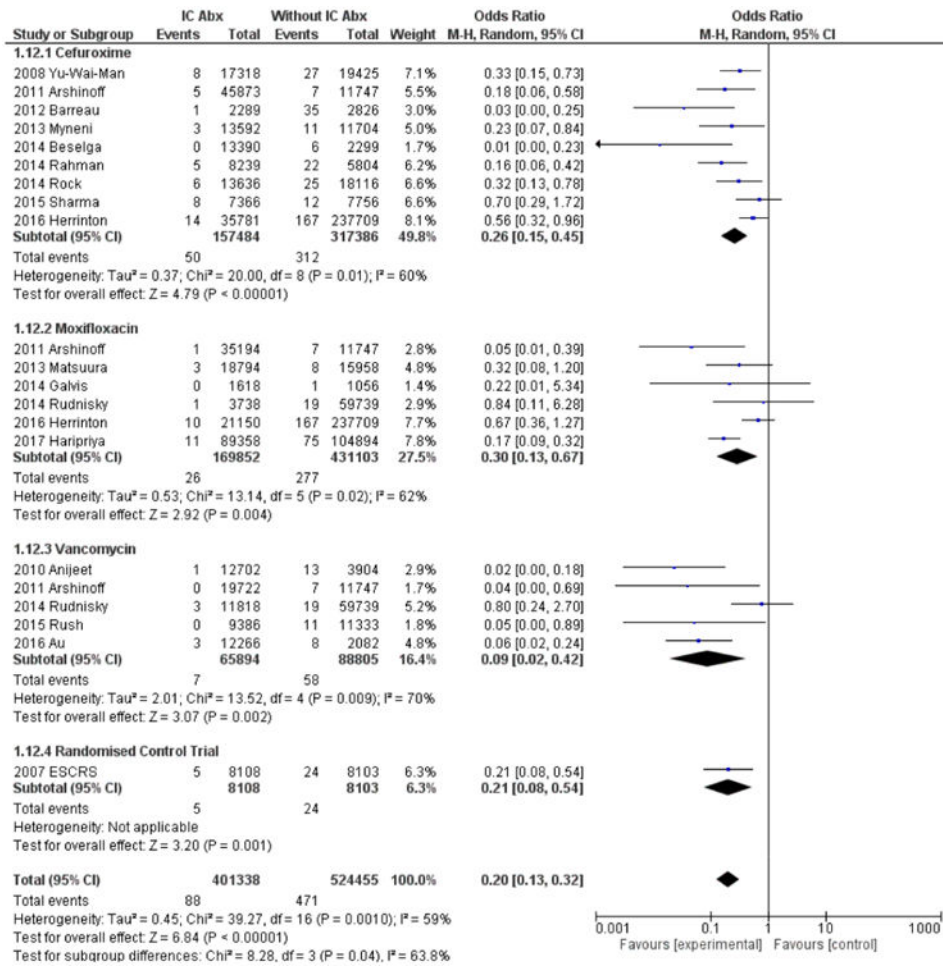 IC Abx Without IC Abx Odds Ratio Odds Ratio
Study or Subgroup Events Total Events Total Weight M-H, Random, 95% CI M-H, Random, 95% CI
1.12.1 Cefuroxime
2008 Yu-Wai-Man 8 17318 27 19425 7.1% 0.33 [0.15, 0.73]
2011 Arshinoff 5 45873 7 11747 5.5% 0.18 [0.06, 0.58]
2012 Barreau 1 2289 35 2826 3.0% 0.03 [0.00, 0.25]
2013 Myneni 3 13592 11 11704 5.0% 0.23 [0.07, 0.84]
2014 Beselga 0 13390 6 2299 1.7% 0.01 [0.00, 0.23]
2014 Rahman 5 8239 22 5804 6.2% 0.16 [0.06, 0.42]
2014 Rock 6 13636 25 18116 6.6% 0.32 [0.13, 0.78]
2015 Sharma 8 7366 12 7756 6.5% 0.70 [0.29, 1.72]
2016 Herrinton 14 35781 167 237709 8.1% 0.56 [0.32, 0.96]
Subtotal (95% CI) 157484 317386 49.8% 0.26 [0.15, 0.45]
Total events 50 312
Heterogeneity: Tau² = 0.37; Chi² = 20.00, df = 8 (P = 0.01); I² = 60%
Test for overall effect: Z = 4.79 (P < 0.00001)
1.12.2 Moxifloxacin
2011 Arshinoff 1 35194 7 11747 2.8% 0.05 [0.01, 0.39]
2013 Matsuura 3 18794 8 15958 4.8% 0.32 [0.08, 1.20]
2014 Galvis 0 1618 1 1056 1.4% 0.22 [0.01, 5.34]
2014 Rudnisky 1 3738 19 59739 2.9% 0.84 [0.11, 6.28]
2016 Herrinton 10 21150 167 237709 7.8% 0.67 [0.36, 1.27]
2017 Haripriya 11 89358 75 104894 7.8% 0.17 [0.09, 0.32]
Subtotal (95% CI) 169852 431103 27.5% 0.30 [0.13, 0.67]
Total events 26 277
Heterogeneity: Tau² = 0.53; Chi² = 13.14, df = 5 (P = 0.02); I² = 62%
Test for overall effect: Z = 2.92 (P = 0.004)
1.12.3 Vancomycin
2010 Anijeet 1 12702 13 3904 2.9% 0.02 [0.00, 0.18]
2011 Arshinoff 0 19722 7 11747 1.7% 0.04 [0.00, 0.69]
2014 Rudnisky 3 11818 19 59739 5.2% 0.80 [0.24, 2.70]
2015 Rush 0 9386 11 11333 1.7% 0.05 [0.00, 0.89]
2016 Au 3 12266 8 2082 4.8% 0.06 [0.02, 0.24]
Subtotal (95% CI) 65894 88805 16.4% 0.09 [0.02, 0.42]
Total events 7 58
Heterogeneity: Tau² = 2.01; Chi² = 13.52, df = 4 (P = 0.009); I² = 70%
Test for overall effect: Z = 3.07 (P = 0.002)
1.12.4 Randomised Control Trial
2007 ESCRS 5 8108 24 8103 6.3% 0.21 [0.08, 0.54]
Subtotal (95% CI) 8108 8103 6.3% 0.21 [0.08, 0.54]
Total events 5 24
Heterogeneity: Not applicable
Test for overall effect: Z = 3.20 (P = 0.001)
Total (95% CI) 401338 524455 100.0% 0.20 [0.13, 0.32]
Total events 88 471
Heterogeneity: Tau² = 0.45; Chi² = 39.27, df = 16 (P = 0.0010); I² = 59%
Test for overall effect: Z = 6.84 (P < 0.00001)
Test for subgroup differences: Chi² = 8.28, df = 3 (P = 0.04), I² = 63.8%
0.001 0.1 1 10 1000
Favours [experimental] Favours [control]